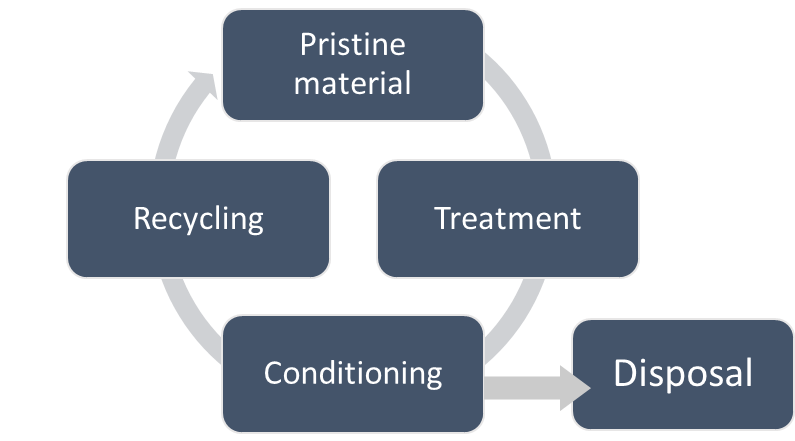 Pristine
material
Recycling
Treatment
Conditioning
Disposal